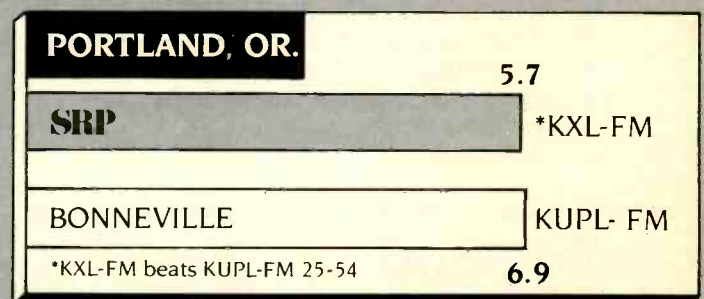 PORTLAND, OR.
5.7
SRP *KXL-FM
BONNEVILLE KUPL- FM
*KXL-FM beats KUPL-FM 25-54 6.9